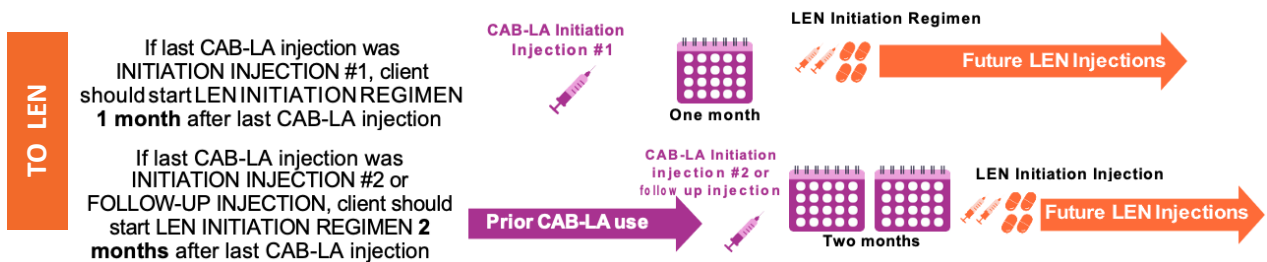 TO LEN
If last CAB-LA injection was
INITIATION INJECTION #1, client
should start LEN INITIATION REGIMEN
1 month after last CAB-LA injection
CAB-LA Initiation
Injection #1
One month
LEN Initiation Regimen
Future LEN Injections
If last CAB-LA injection was
INITIATION INJECTION #2 or
FOLLOW-UP INJECTION, client should
start LEN INITIATION REGIMEN 2
months after last CAB-LA injection
Prior CAB-LA use
CAB-LA Initiation
injection #2 or
follow up injection
Two months
LEN Initiation Injection
Future LEN Injections